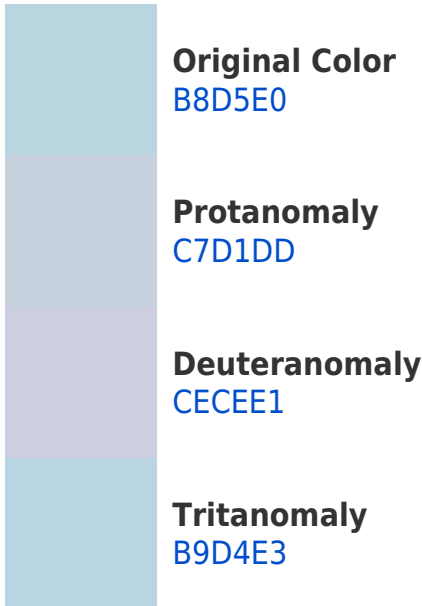 Original Color
B8D5E0
Protanomaly
C7D1DD
Deuteranomaly
CECEE1
Tritanomaly
B9D4E3